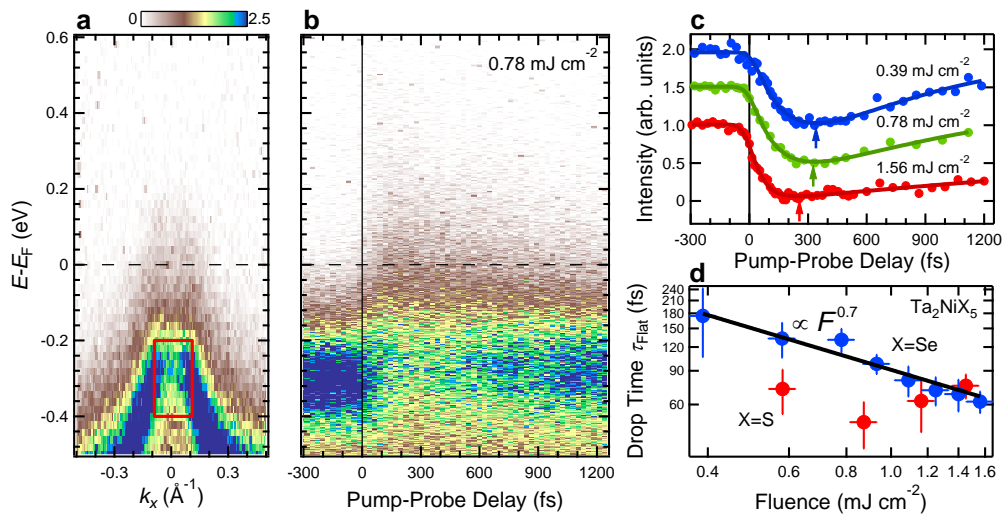 a
0
2.5
0.6
0.4
0.2
0
-0.2
-0.4
E-E_F (eV)
-0.3
0
0.3
k_x (Å⁻¹)
b
0.78 mJ cm⁻²
-300
0
300
600
900
1200
Pump-Probe Delay (fs)
c
2.0
1.5
1.0
0.5
0
Intensity (arb. units)
0.39 mJ cm⁻²
0.78 mJ cm⁻²
1.56 mJ cm⁻²
-300
0
300
600
900
1200
Pump-Probe Delay (fs)
d
240
210
180
150
120
90
60
Drop Time τ_Flat (fs)
∝ F^0.7
Ta₂NiX₅
X=Se
X=S
0.4
0.6
0.8
1.0
1.2
1.4
1.6
Fluence (mJ cm⁻²)